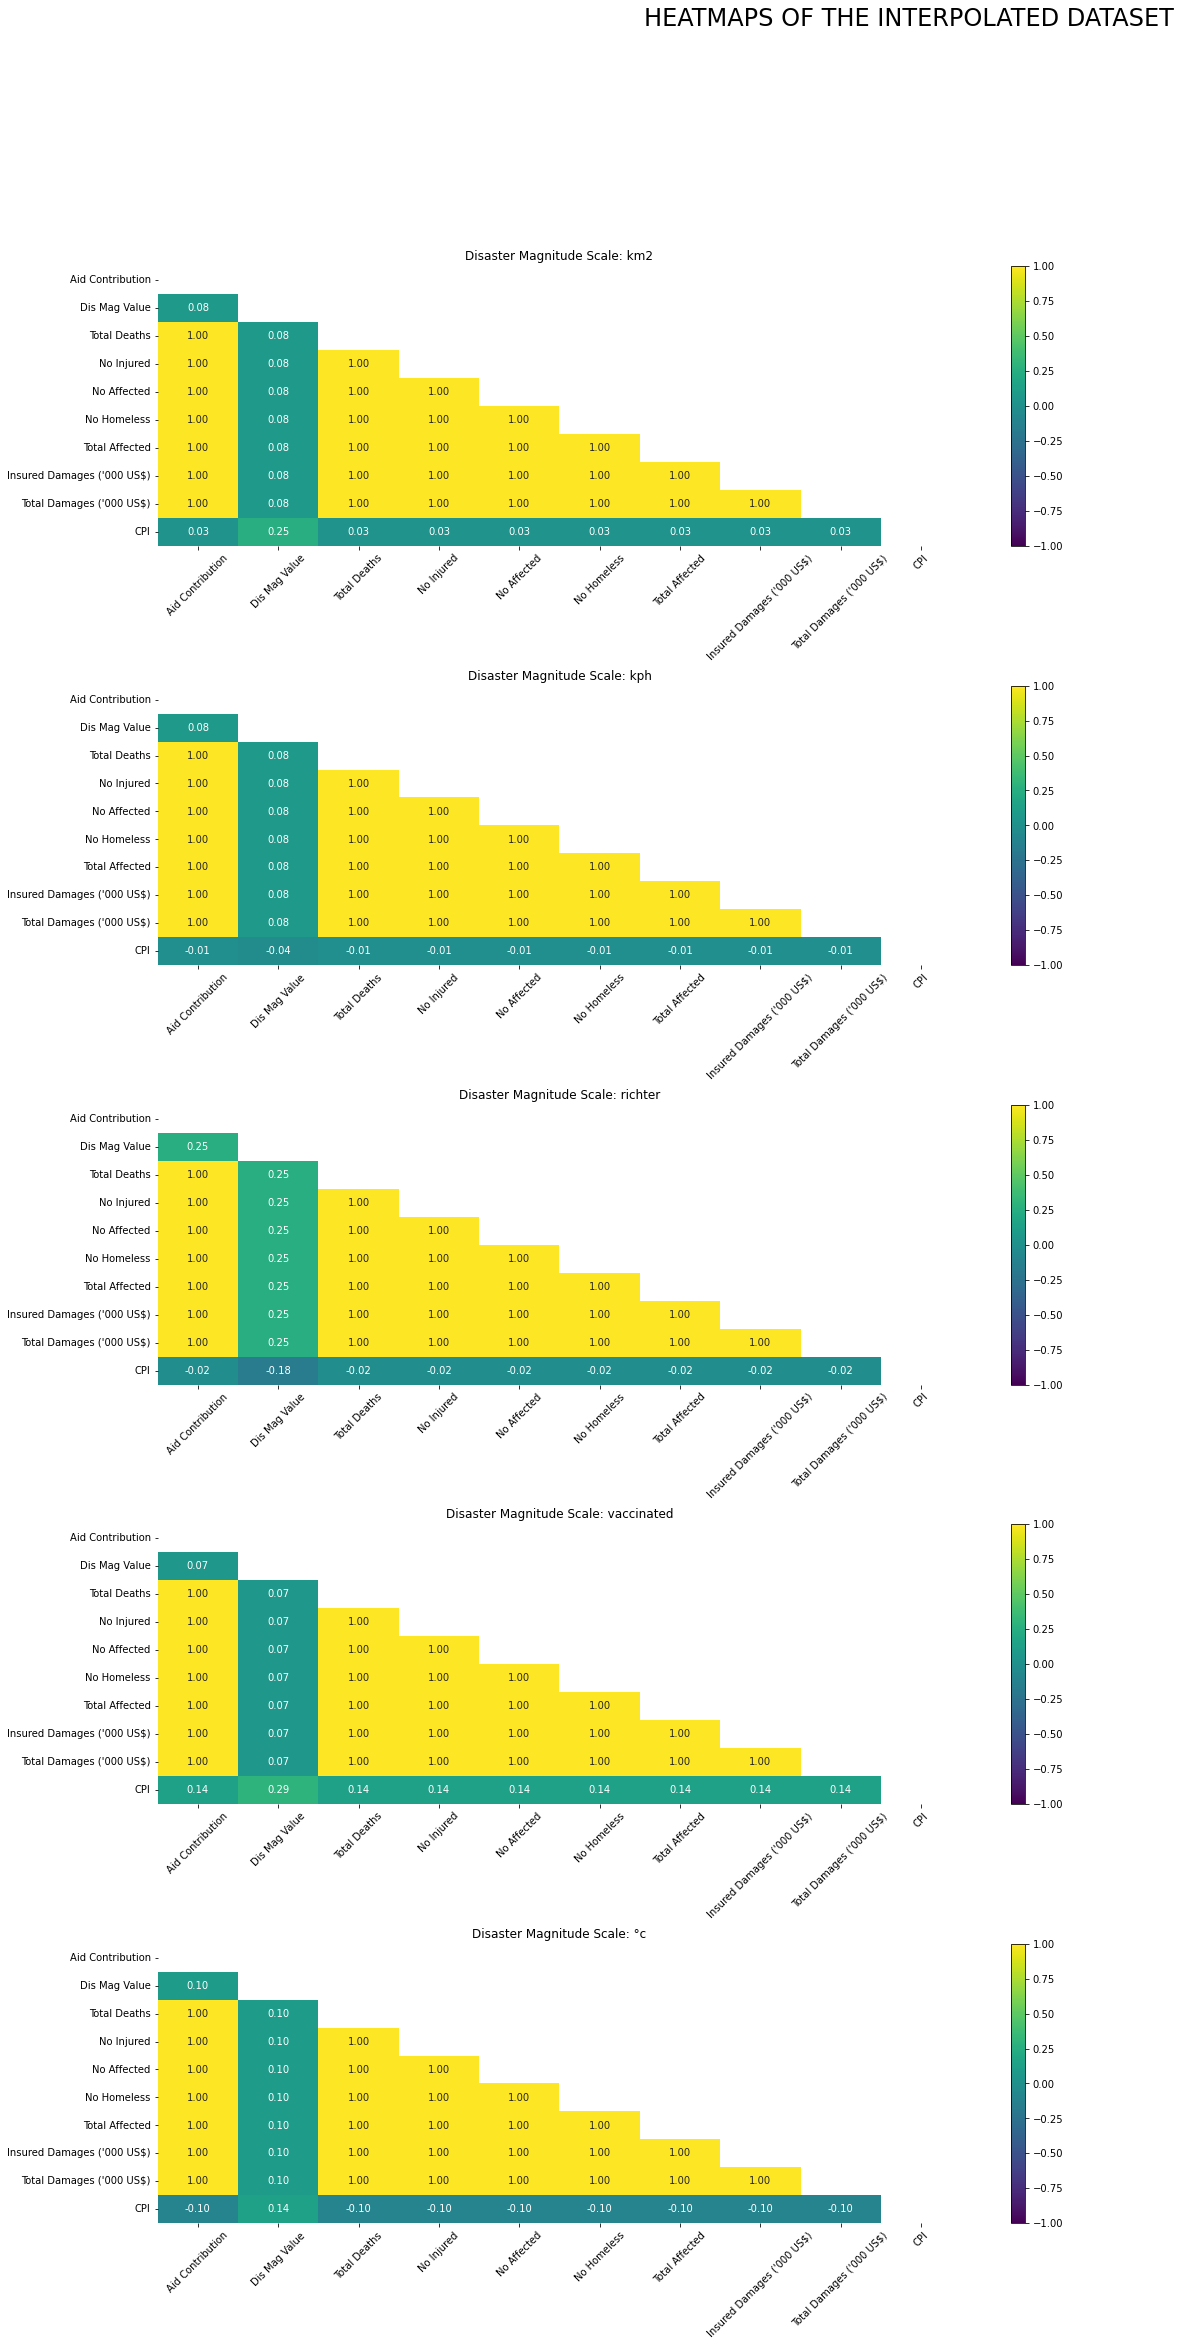 HEATMAPS OF THE INTERPOLATED DATASET
Disaster Magnitude Scale: km2
Aid Contribution
Dis Mag Value 0.08
Total Deaths 1.00 0.08
No Injured 1.00 0.08 1.00
No Affected 1.00 0.08 1.00 1.00
No Homeless 1.00 0.08 1.00 1.00 1.00
Total Affected 1.00 0.08 1.00 1.00 1.00 1.00
Insured Damages ('000 US$) 1.00 0.08 1.00 1.00 1.00 1.00 1.00
Total Damages ('000 US$) 1.00 0.08 1.00 1.00 1.00 1.00 1.00 1.00
CPI 0.03 0.25 0.03 0.03 0.03 0.03 0.03 0.03 0.03
Aid Contribution Dis Mag Value Total Deaths No Injured No Affected No Homeless Total Affected Insured Damages ('000 US$) Total Damages ('000 US$) CPI
1.00
0.75
0.50
0.25
0.00
−0.25
−0.50
−0.75
−1.00
Disaster Magnitude Scale: kph
Aid Contribution
Dis Mag Value 0.08
Total Deaths 1.00 0.08
No Injured 1.00 0.08 1.00
No Affected 1.00 0.08 1.00 1.00
No Homeless 1.00 0.08 1.00 1.00 1.00
Total Affected 1.00 0.08 1.00 1.00 1.00 1.00
Insured Damages ('000 US$) 1.00 0.08 1.00 1.00 1.00 1.00 1.00
Total Damages ('000 US$) 1.00 0.08 1.00 1.00 1.00 1.00 1.00 1.00
CPI -0.01 -0.04 -0.01 -0.01 -0.01 -0.01 -0.01 -0.01 -0.01
Aid Contribution Dis Mag Value Total Deaths No Injured No Affected No Homeless Total Affected Insured Damages ('000 US$) Total Damages ('000 US$) CPI
1.00
0.75
0.50
0.25
0.00
−0.25
−0.50
−0.75
−1.00
Disaster Magnitude Scale: richter
Aid Contribution
Dis Mag Value 0.25
Total Deaths 1.00 0.25
No Injured 1.00 0.25 1.00
No Affected 1.00 0.25 1.00 1.00
No Homeless 1.00 0.25 1.00 1.00 1.00
Total Affected 1.00 0.25 1.00 1.00 1.00 1.00
Insured Damages ('000 US$) 1.00 0.25 1.00 1.00 1.00 1.00 1.00
Total Damages ('000 US$) 1.00 0.25 1.00 1.00 1.00 1.00 1.00 1.00
CPI -0.02 -0.18 -0.02 -0.02 -0.02 -0.02 -0.02 -0.02 -0.02
Aid Contribution Dis Mag Value Total Deaths No Injured No Affected No Homeless Total Affected Insured Damages ('000 US$) Total Damages ('000 US$) CPI
1.00
0.75
0.50
0.25
0.00
−0.25
−0.50
−0.75
−1.00
Disaster Magnitude Scale: vaccinated
Aid Contribution
Dis Mag Value 0.07
Total Deaths 1.00 0.07
No Injured 1.00 0.07 1.00
No Affected 1.00 0.07 1.00 1.00
No Homeless 1.00 0.07 1.00 1.00 1.00
Total Affected 1.00 0.07 1.00 1.00 1.00 1.00
Insured Damages ('000 US$) 1.00 0.07 1.00 1.00 1.00 1.00 1.00
Total Damages ('000 US$) 1.00 0.07 1.00 1.00 1.00 1.00 1.00 1.00
CPI 0.14 0.29 0.14 0.14 0.14 0.14 0.14 0.14 0.14
Aid Contribution Dis Mag Value Total Deaths No Injured No Affected No Homeless Total Affected Insured Damages ('000 US$) Total Damages ('000 US$) CPI
1.00
0.75
0.50
0.25
0.00
−0.25
−0.50
−0.75
−1.00
Disaster Magnitude Scale: °c
Aid Contribution
Dis Mag Value 0.10
Total Deaths 1.00 0.10
No Injured 1.00 0.10 1.00
No Affected 1.00 0.10 1.00 1.00
No Homeless 1.00 0.10 1.00 1.00 1.00
Total Affected 1.00 0.10 1.00 1.00 1.00 1.00
Insured Damages ('000 US$) 1.00 0.10 1.00 1.00 1.00 1.00 1.00
Total Damages ('000 US$) 1.00 0.10 1.00 1.00 1.00 1.00 1.00 1.00
CPI -0.10 0.14 -0.10 -0.10 -0.10 -0.10 -0.10 -0.10 -0.10
Aid Contribution Dis Mag Value Total Deaths No Injured No Affected No Homeless Total Affected Insured Damages ('000 US$) Total Damages ('000 US$) CPI
1.00
0.75
0.50
0.25
0.00
−0.25
−0.50
−0.75
−1.00